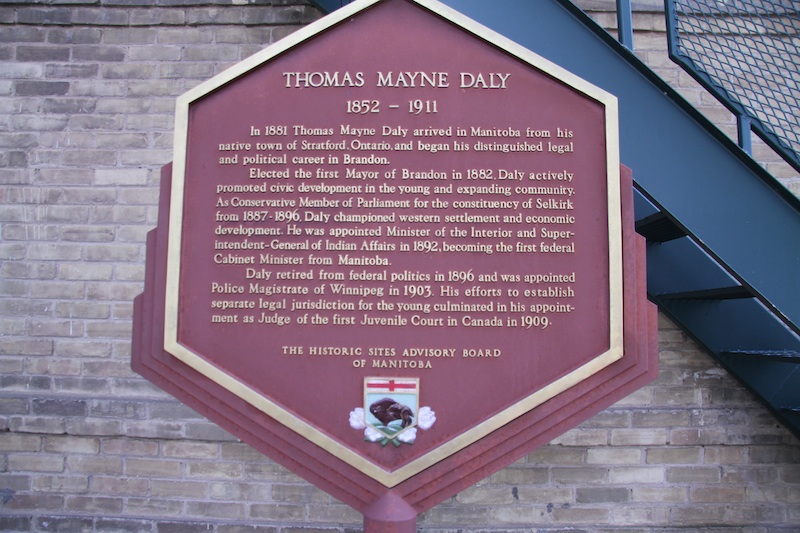 THOMAS MAYNE DALY
1852 - 1911
In 1881 Thomas Mayne Daly arrived in Manitoba from his
native town of Stratford, Ontario, and began his distinguished legal
and political career in Brandon.
Elected the first Mayor of Brandon in 1882, Daly actively
promoted civic development in the young and expanding community.
As Conservative Member of Parliament for the constituency of Selkirk
from 1887-1896, Daly championed western settlement and economic
development. He was appointed Minister of the Interior and Super-
intendent-General of Indian Affairs in 1892, becoming the first federal
Cabinet Minister from Manitoba.
Daly retired from federal politics in 1896 and was appointed
Police Magistrate of Winnipeg in 1903. His efforts to establish
separate legal jurisdiction for the young culminated in his appoint-
ment as Judge of the first Juvenile Court in Canada in 1909.
THE HISTORIC SITES ADVISORY BOARD
OF MANITOBA